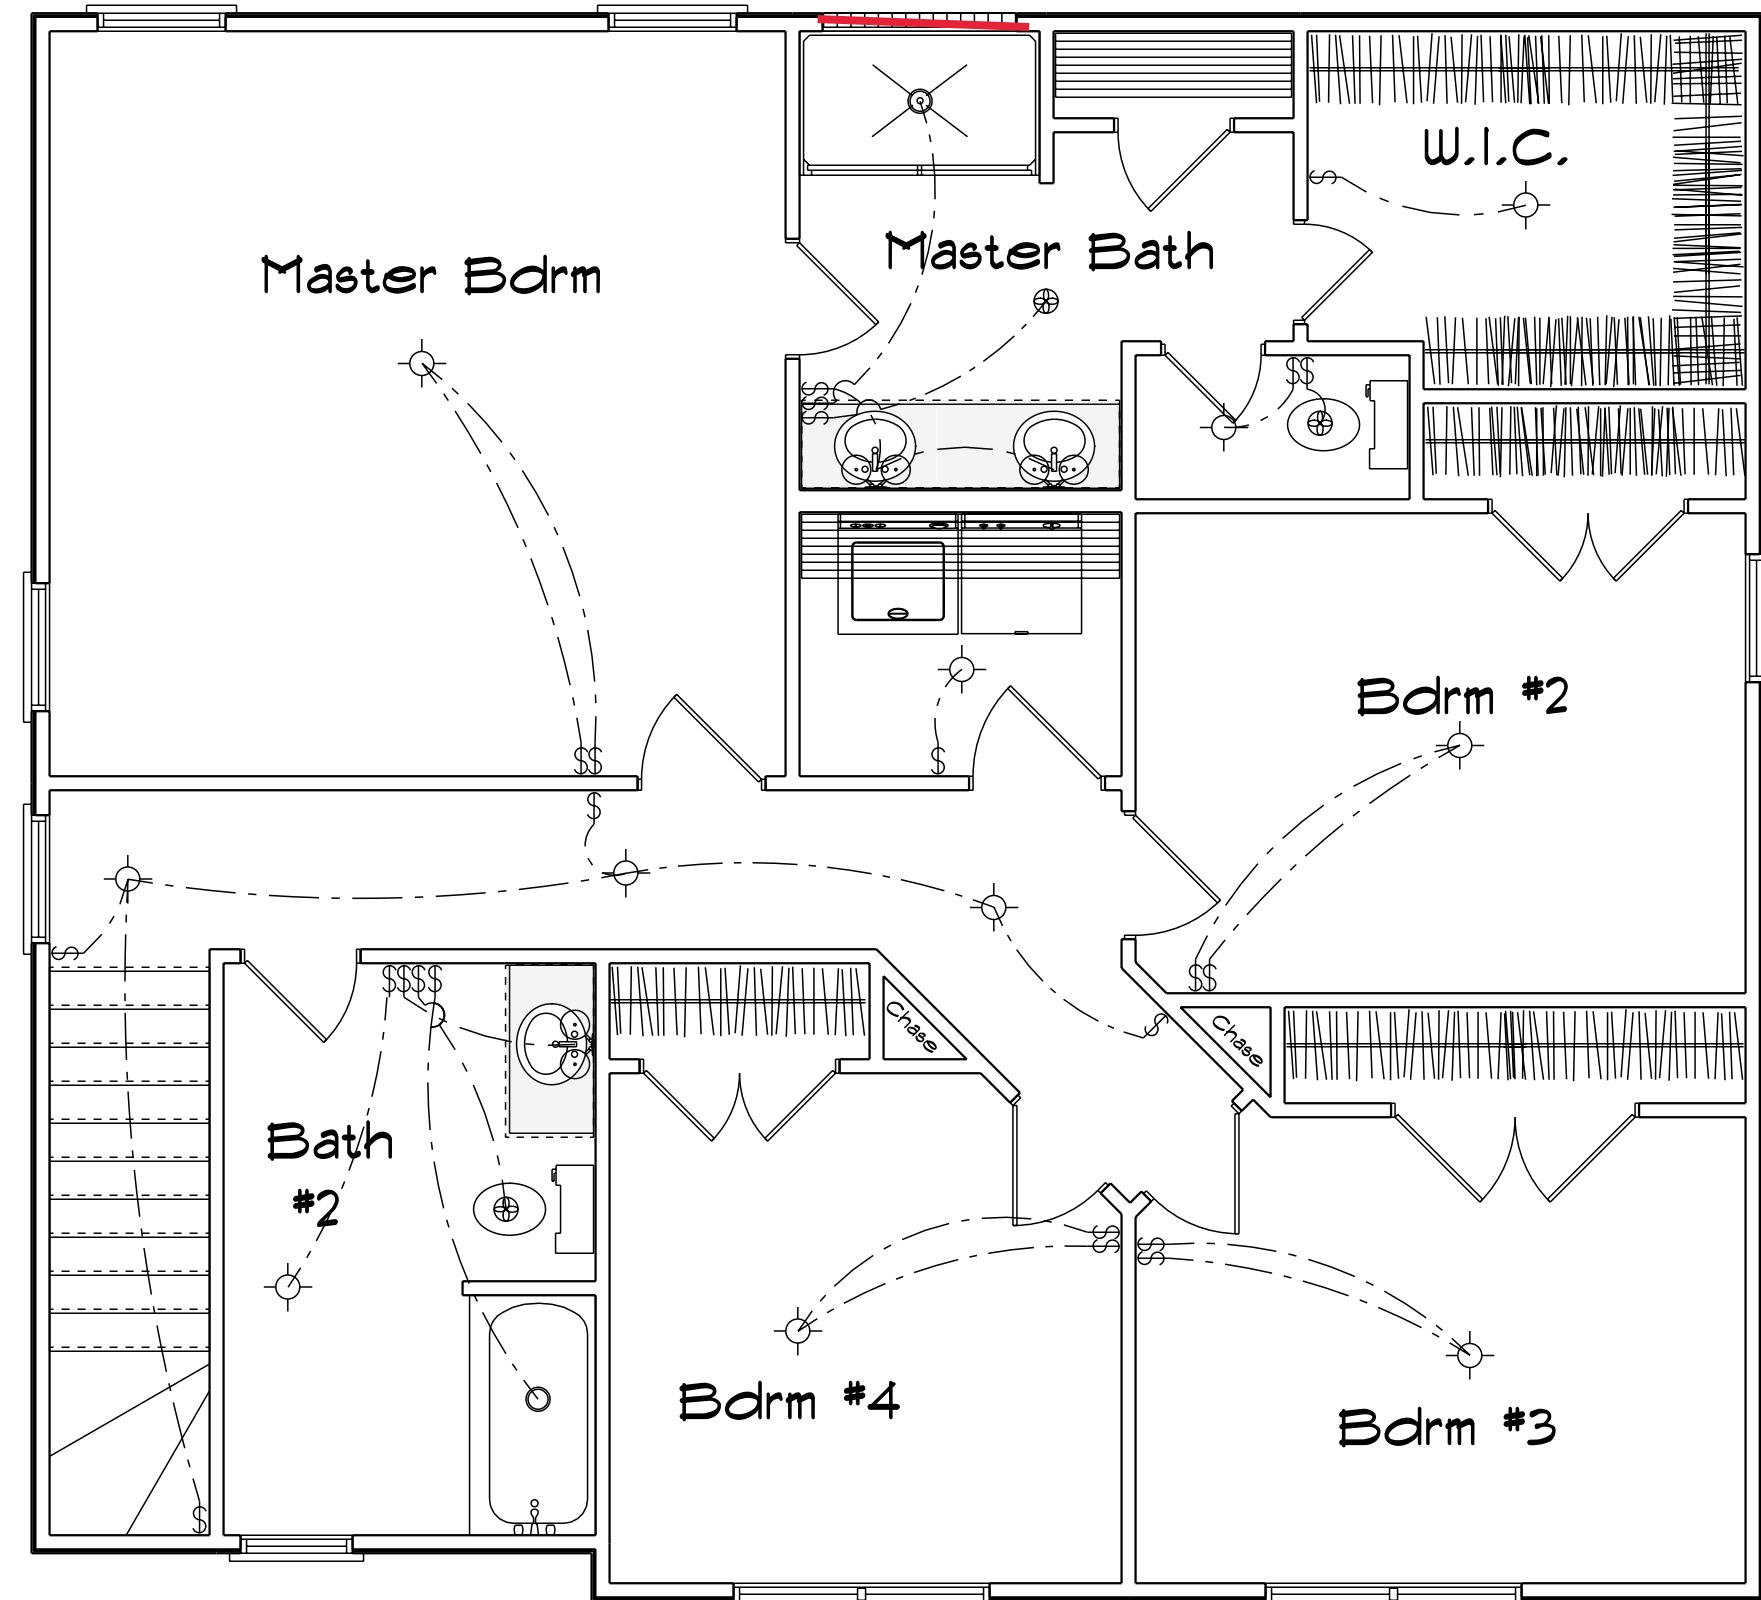 W.I.C.
Master Bath
Master Bdrm
$
$
$
$
$$
Bdrm #2
$$
$
$
$
$$
$$$$
Chase
$
Chase
Bath
#2
$
$
$
$
Bdrm #4
Bdrm #3
$